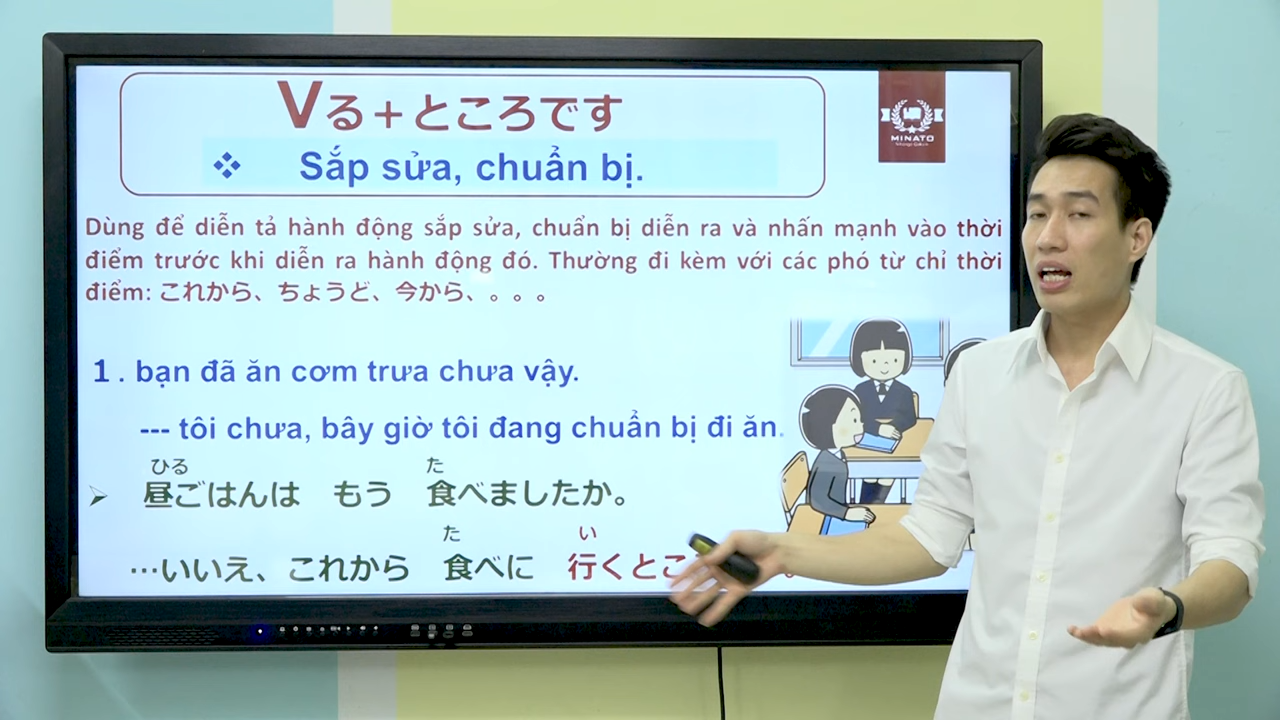 Vる+ところです
❖ Sắp sửa, chuẩn bị.
MINATO
Dùng để diễn tả hành động sắp sửa, chuẩn bị diễn ra và nhấn mạnh vào thời
điểm trước khi diễn ra hành động đó. Thường đi kèm với các phó từ chỉ thời
điểm: これから、ちょうど、今から、。。。
1 . bạn đã ăn cơm trưa chưa vậy.
--- tôi chưa, bây giờ tôi đang chuẩn bị đi ăn.
ひる た
➢ 昼ごはんは もう 食べましたか。
た い
…いいえ、これから 食べに 行くとこ